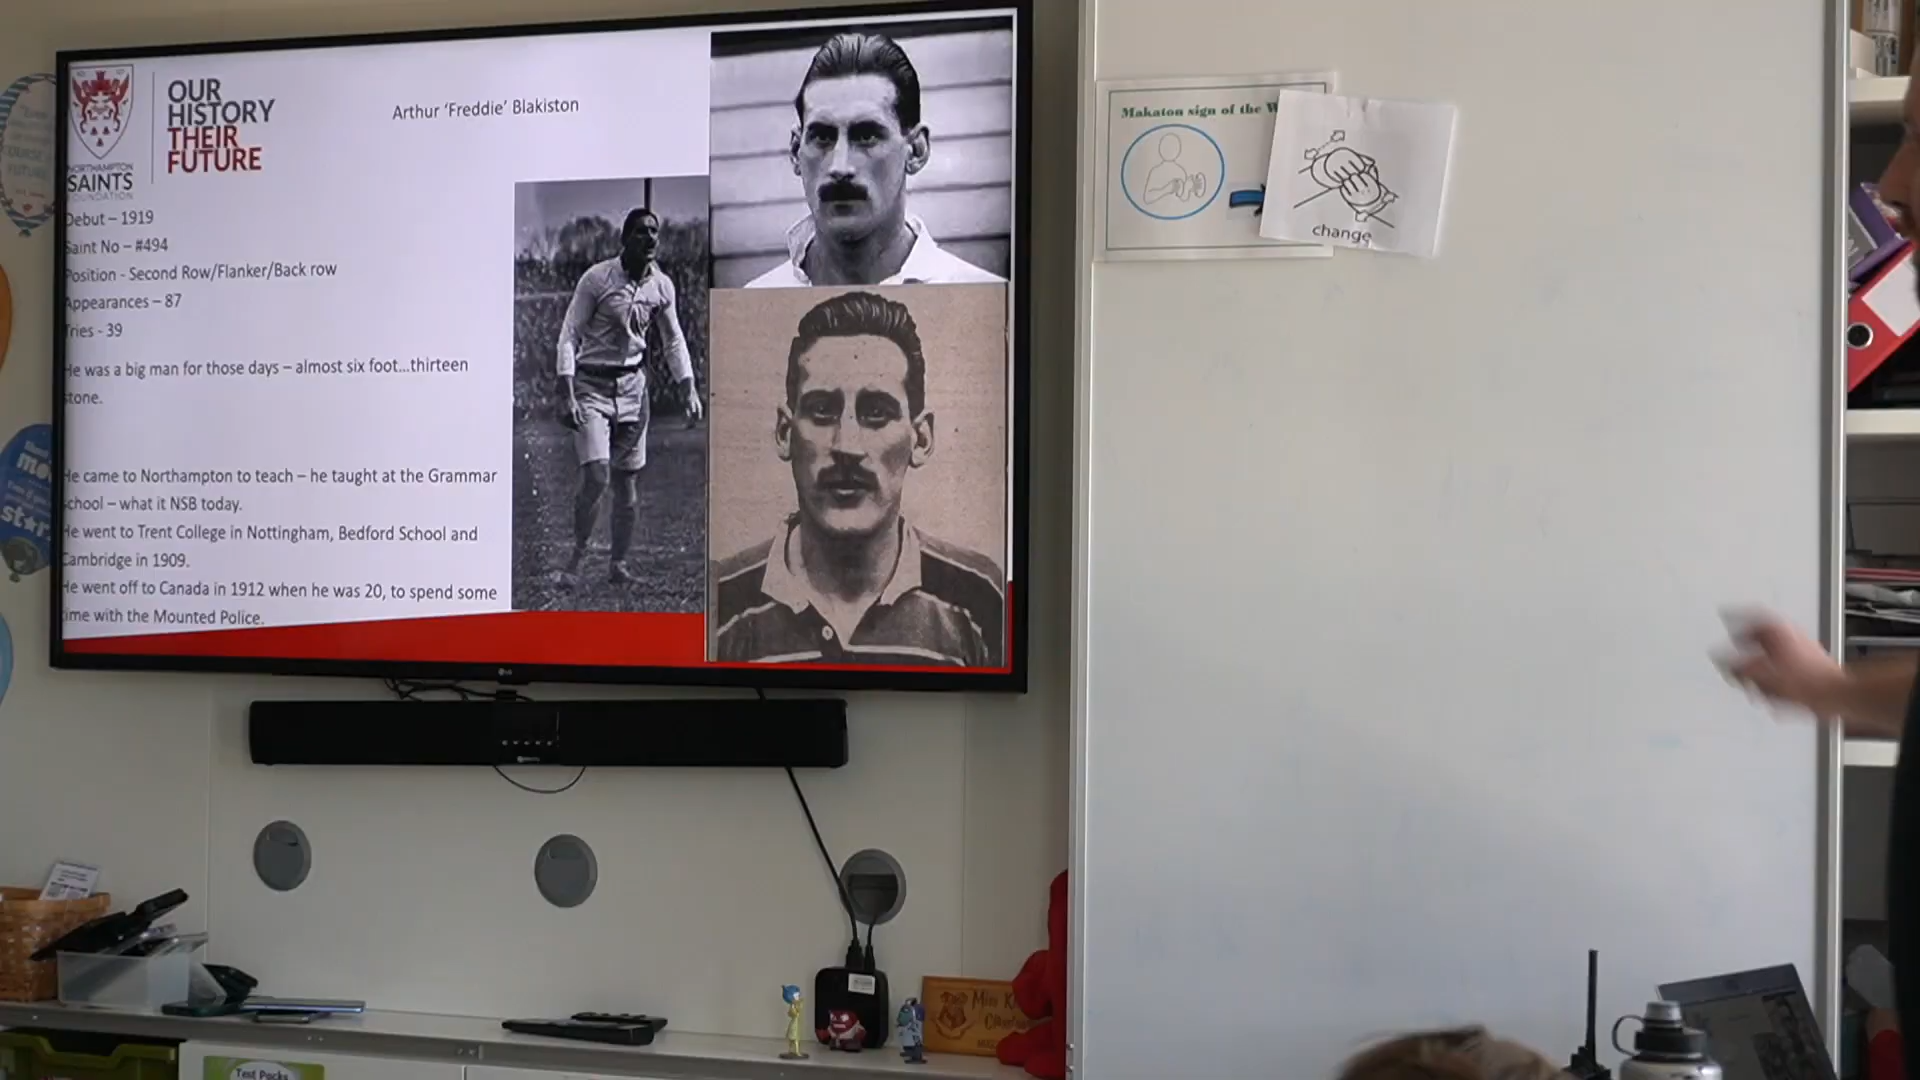 OUR
HISTORY
THEIR
FUTURE
NORTHAMPTON
SAINTS
FOUNDATION
Arthur ‘Freddie’ Blakiston
Debut – 1919
Saint No – #494
Position - Second Row/Flanker/Back row
Appearances – 87
Tries - 39
He was a big man for those days – almost six foot...thirteen
stone.
He came to Northampton to teach – he taught at the Grammar
School – what it NSB today.
He went to Trent College in Nottingham, Bedford School and
Cambridge in 1909.
He went off to Canada in 1912 when he was 20, to spend some
time with the Mounted Police.
LG
Makaton sign of the W
change
Test Packs